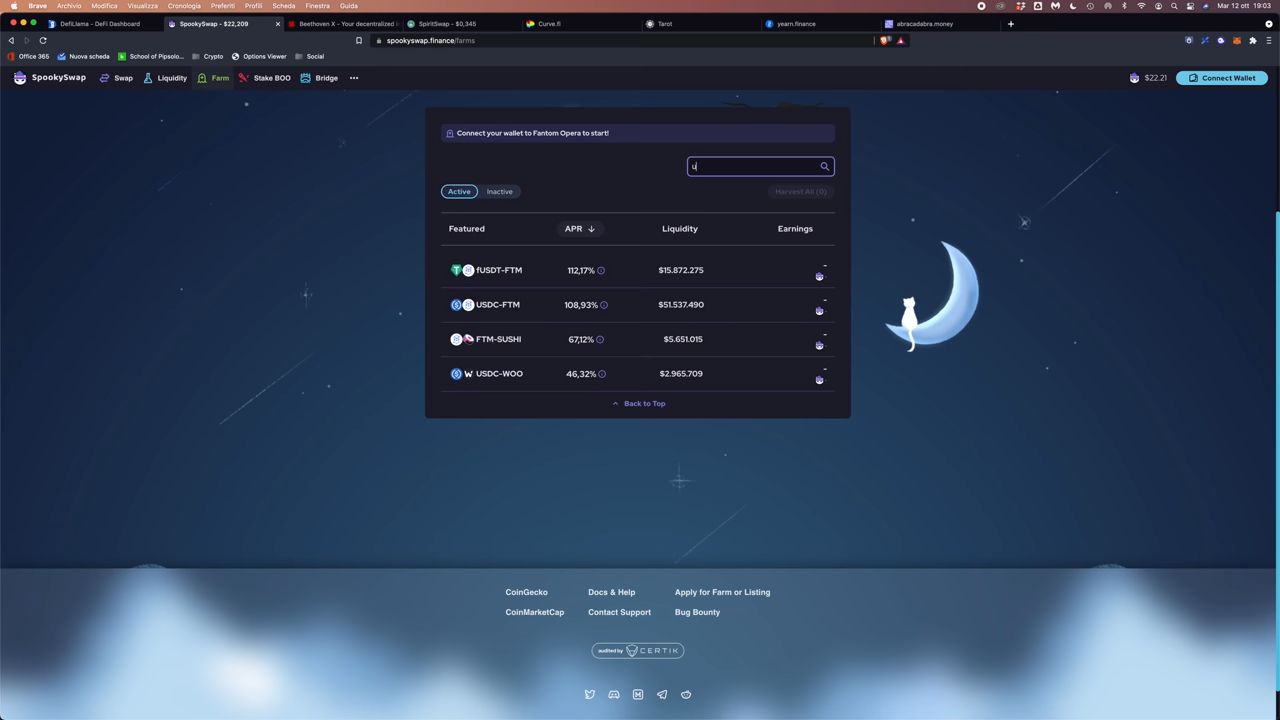 Brave Archivio Modifica Visualizza Cronologia Preferiti Profili Scheda Finestra Guida Mar 12 ott 19:03
DefiLlama - DeFi Dashboard SpookySwap - $22,209 Beethoven X - Your decentralized SpiritSwap - $0,345 Curve.fi Tarot yearn.finance abracadabra.money
spookyswap.finance/farms
Office 365 Nuova scheda School of Pipsolo... Crypto Options Viewer Social
SpookySwap Swap Liquidity Farm Stake BOO Bridge $22.21 Connect Wallet
Connect your wallet to Fantom Opera to start!
u
Active Inactive Harvest All (0)
Featured APR Liquidity Earnings
fUSDT-FTM 112,17% $15.872.275 -
USDC-FTM 108,93% $51.537.490 -
FTM-SUSHI 67,12% $5.651.015 -
USDC-WOO 46,32% $2.965.709 -
Back to Top
CoinGecko Docs & Help Apply for Farm or Listing
CoinMarketCap Contact Support Bug Bounty
audited by CERTIK